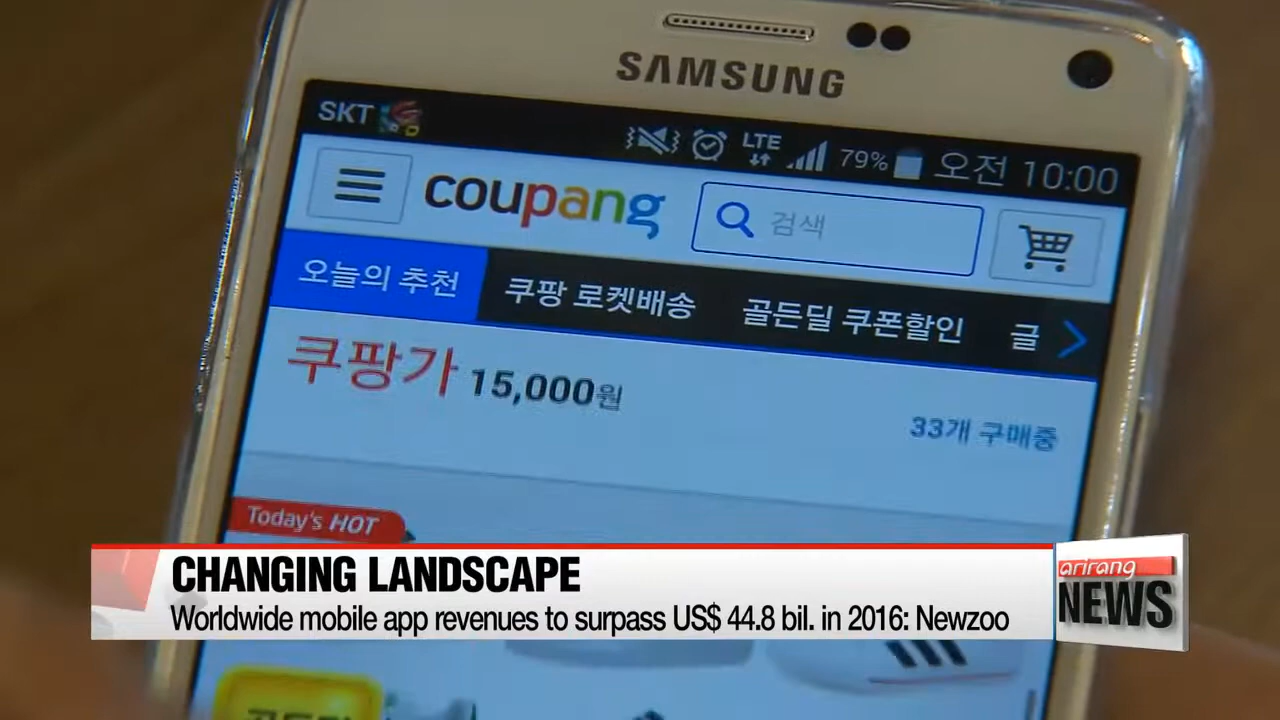 SAMSUNG
SKT LTE 79% 오전 10:00
coupang 검색
오늘의 추천 쿠팡 로켓배송 골든딜 쿠폰할인 글
쿠팡가 15,000원
33개 구매중
Today's HOT
CHANGING LANDSCAPE
Worldwide mobile app revenues to surpass US$ 44.8 bil. in 2016: Newzoo
arirang
NEWS